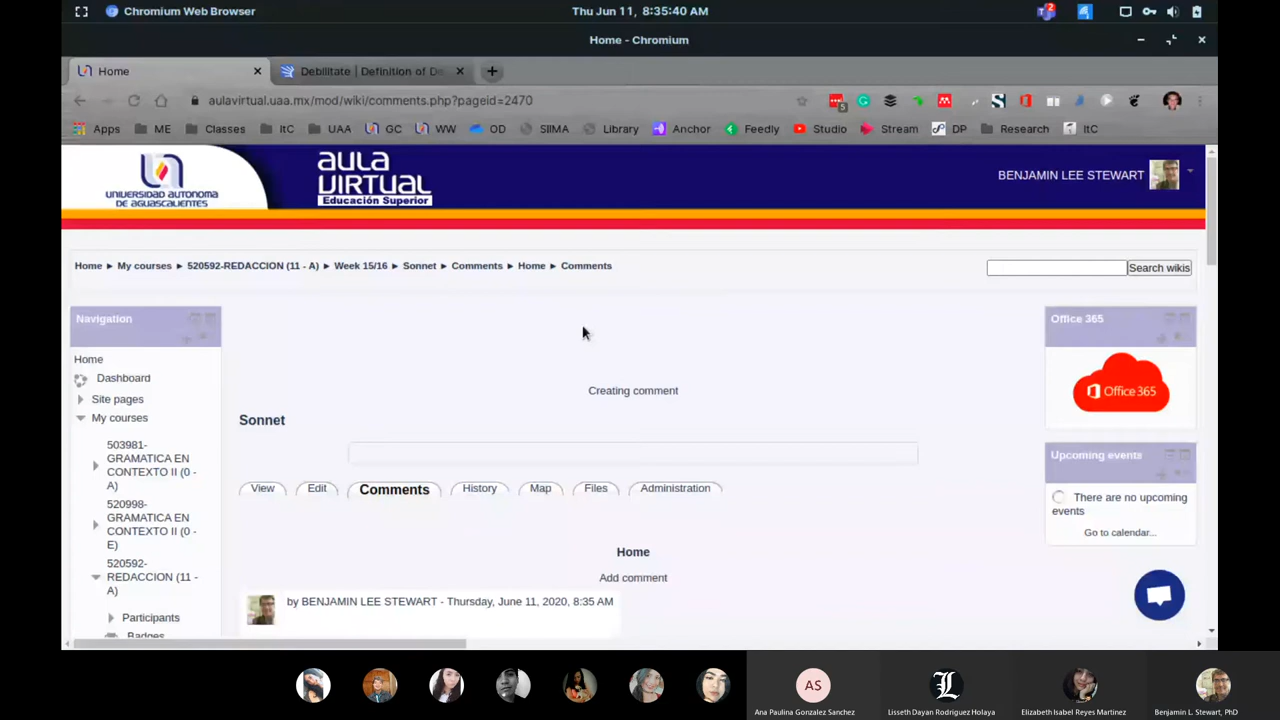 Chromium Web Browser
Thu Jun 11, 8:35:40 AM
2
Home - Chromium
Home
Debilitate | Definition of De
aulavirtual.uaa.mx/mod/wiki/comments.php?pageid=2470
5
Apps ME Classes ItC UAA GC WW OD SIIMA Library Anchor Feedly Studio Stream DP Research ItC
UNIVERSIDAD AUTONOMA
DE AGUASCALIENTES
AULA
VIRTUAL
Educación Superior
BENJAMIN LEE STEWART
Home ► My courses ► 520592-REDACCION (11 - A) ► Week 15/16 ► Sonnet ► Comments ► Home ► Comments
Search wikis
Navigation
Home
Dashboard
Site pages
My courses
503981-
GRAMATICA EN
CONTEXTO II (0 -
A)
520998-
GRAMATICA EN
CONTEXTO II (0 -
E)
520592-
REDACCION (11 -
A)
Participants
Badges
Creating comment
Sonnet
View Edit Comments History Map Files Administration
Home
Add comment
by BENJAMIN LEE STEWART - Thursday, June 11, 2020, 8:35 AM
Office 365
Office 365
Upcoming events
There are no upcoming
events
Go to calendar...
AS
Ana Paulina Gonzalez Sanchez
L
Lisseth Dayan Rodriguez Holaya
Elizabeth Isabel Reyes Martinez
Benjamin L. Stewart, PhD